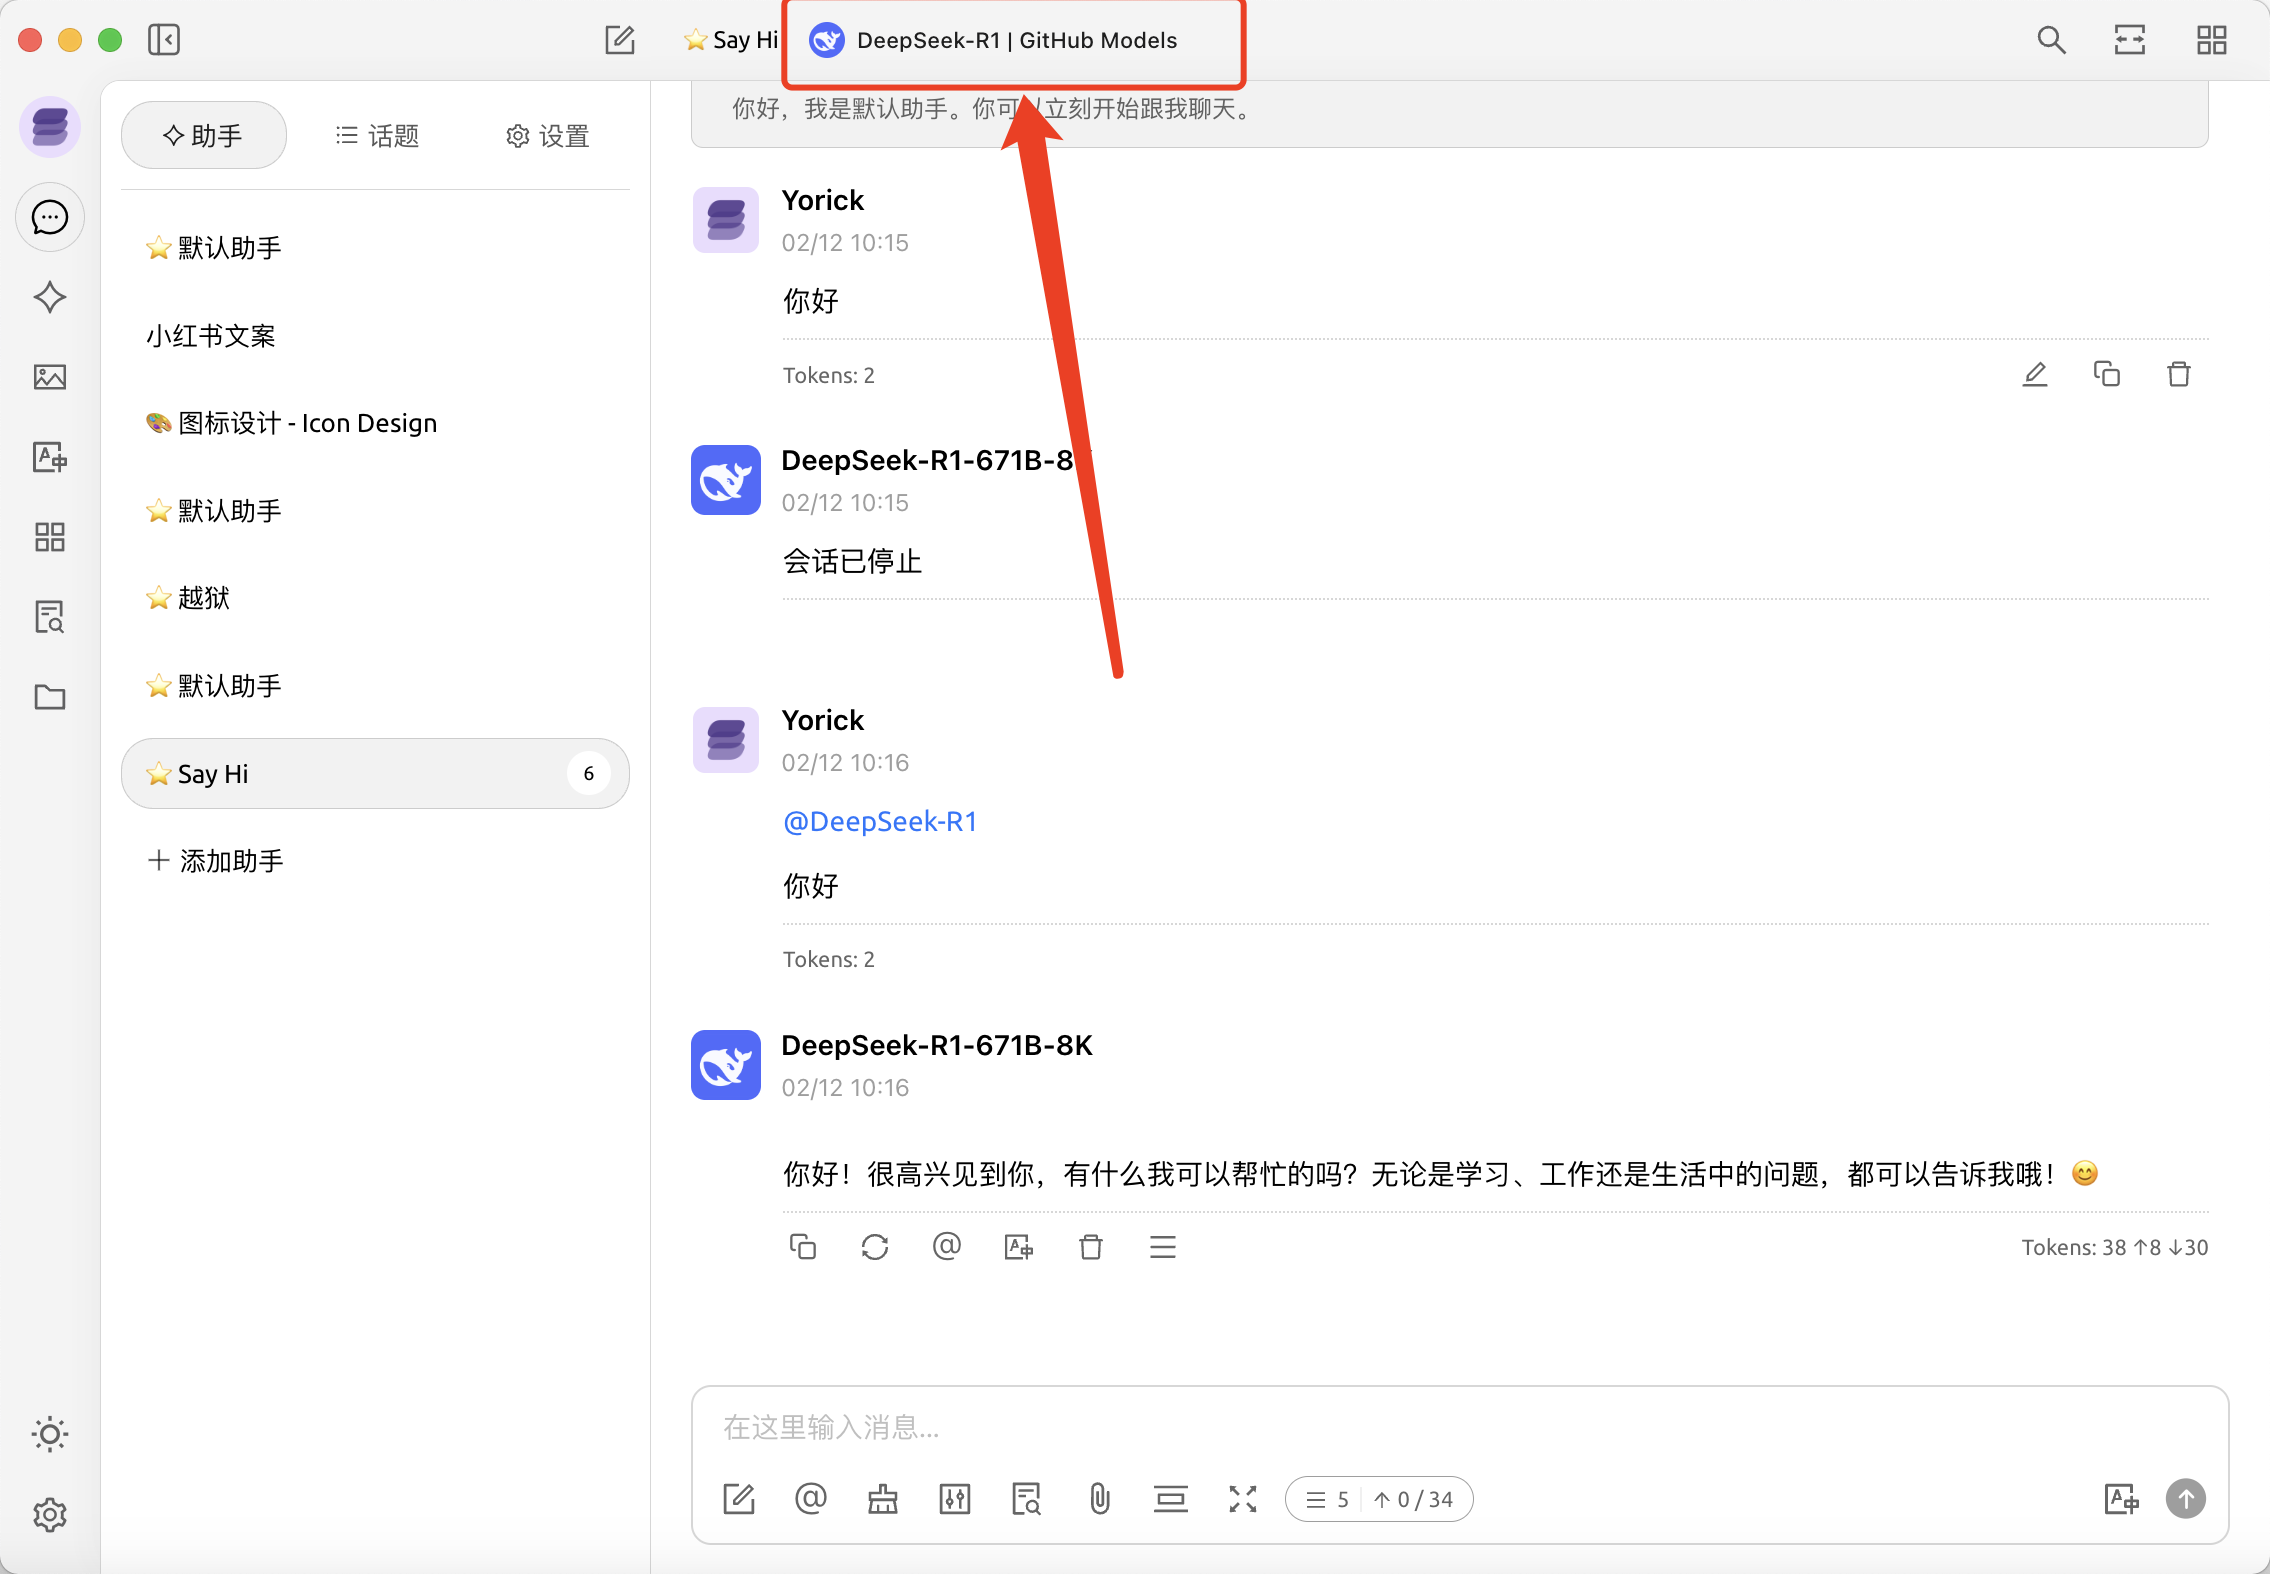 ⭐ Say Hi
DeepSeek-R1 | GitHub Models
助手
话题
设置
⭐ 默认助手
小红书文案
🎨 图标设计 - Icon Design
⭐ 默认助手
⭐ 越狱
⭐ 默认助手
⭐ Say Hi
6
添加助手
你好，我是默认助手。你可以立刻开始跟我聊天。
Yorick
02/12 10:15
你好
Tokens: 2
DeepSeek-R1-671B-8
02/12 10:15
会话已停止
Yorick
02/12 10:16
@DeepSeek-R1
你好
Tokens: 2
DeepSeek-R1-671B-8K
02/12 10:16
你好！很高兴见到你，有什么我可以帮忙的吗？无论是学习、工作还是生活中的问题，都可以告诉我哦！😊
Tokens: 38 ↑8 ↓30
在这里输入消息...
5 ↑ 0 / 34